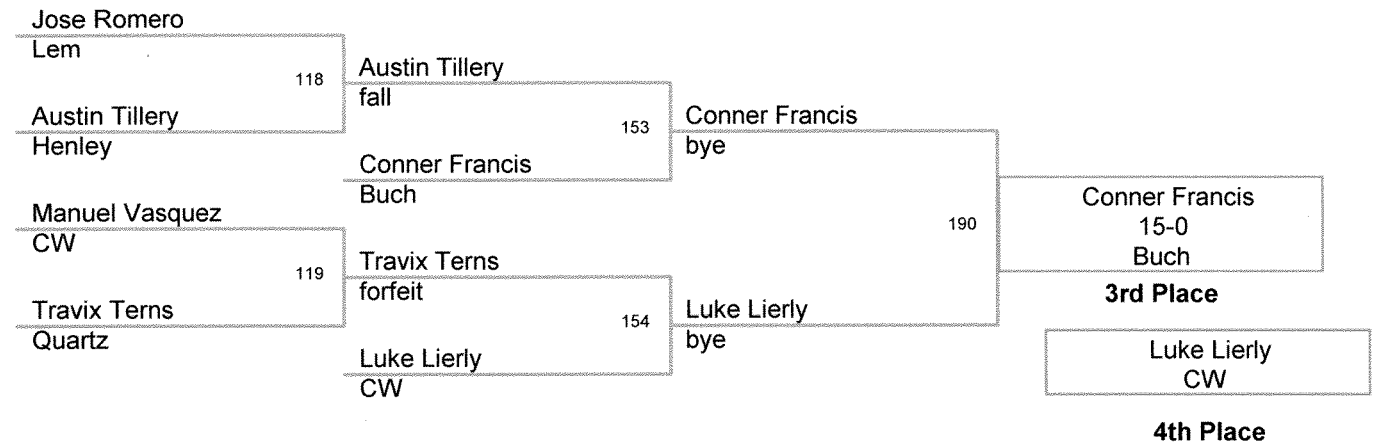 Jose Romero
Lem
118
Austin Tillery
fall
Austin Tillery
Henley
153
Conner Francis
bye
Conner Francis
Buch
Manuel Vasquez
CW
190
Conner Francis
15-0
Buch
3rd Place
119
Travix Terns
forfeit
Travix Terns
Quartz
154
Luke Lierly
bye
Luke Lierly
CW
Luke Lierly
CW
4th Place